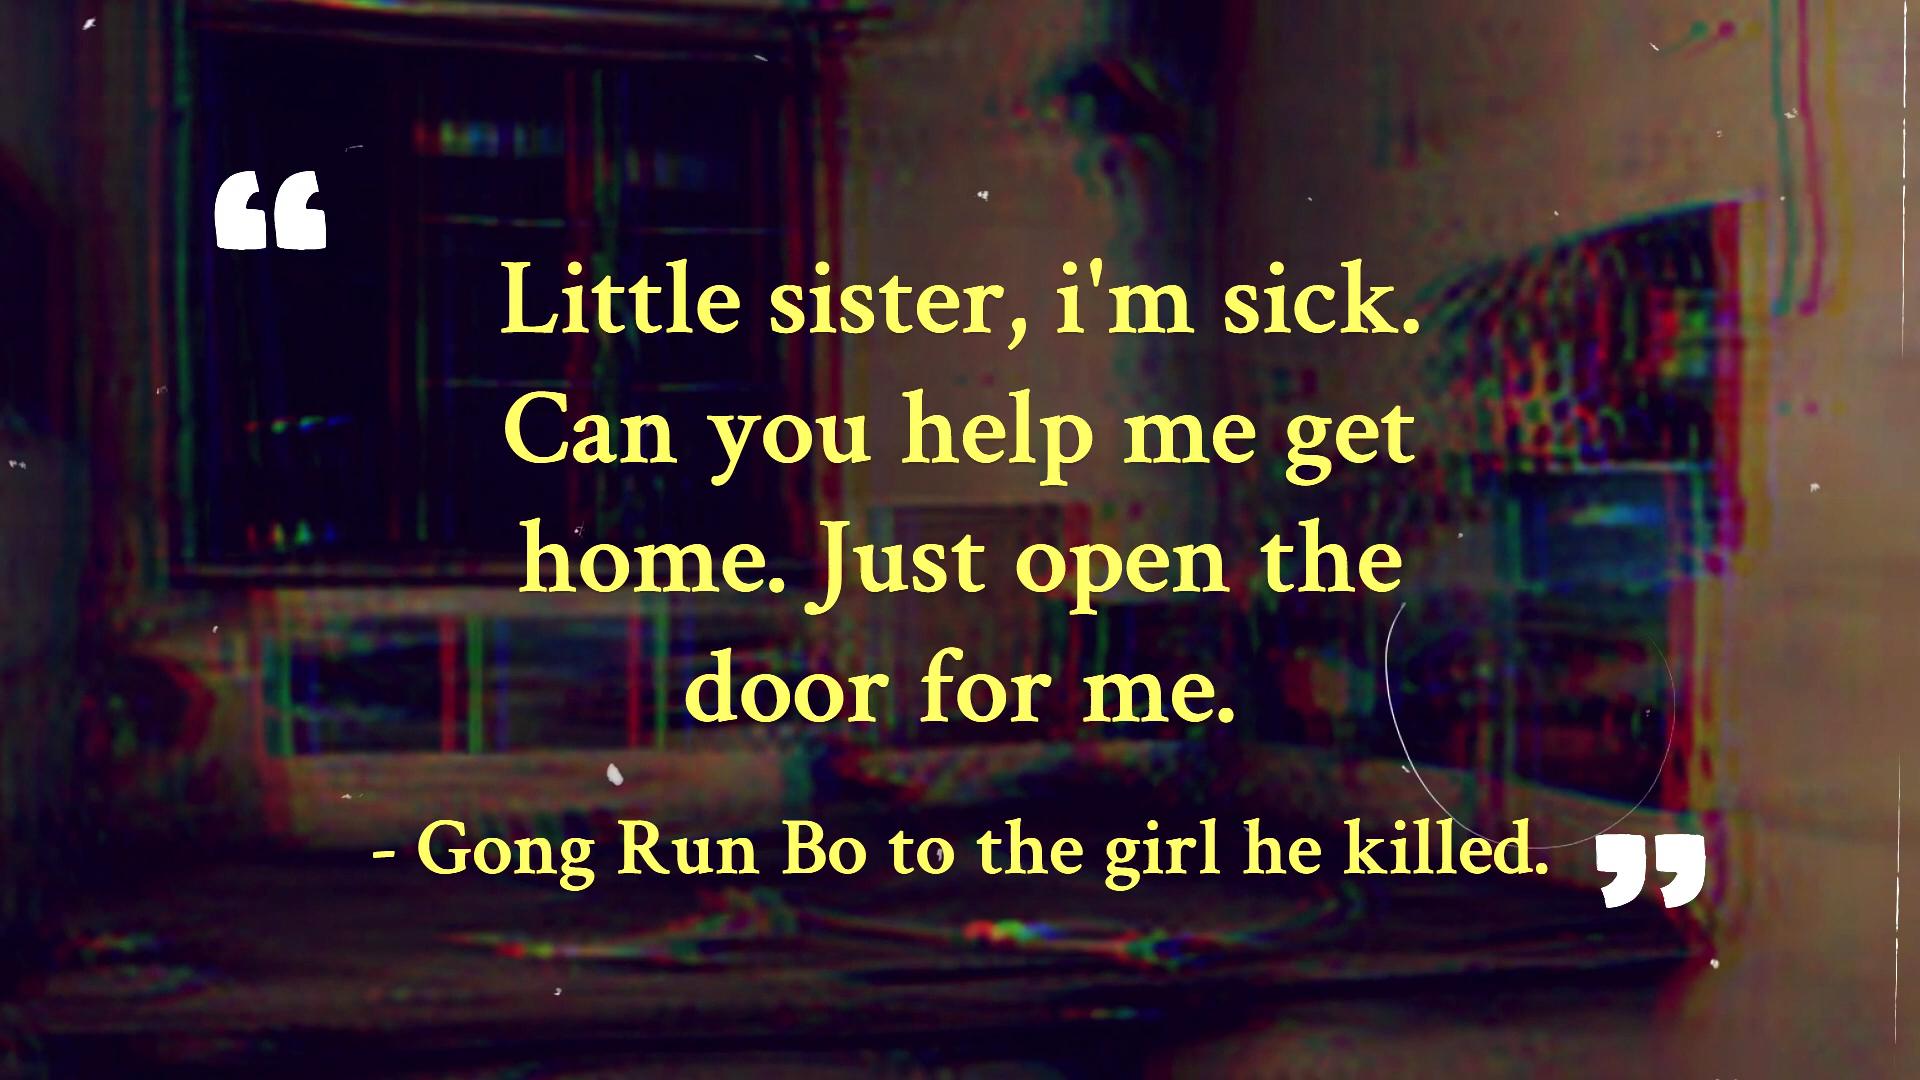 “
Little sister, i'm sick.
Can you help me get
home. Just open the
door for me.
- Gong Run Bo to the girl he killed.
”